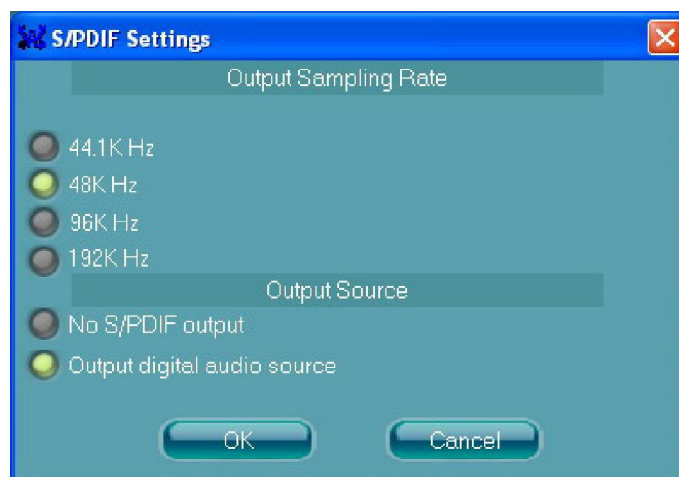 S/PDIF Settings
Output Sampling Rate
44.1K Hz
48K Hz
96K Hz
192K Hz
Output Source
No S/PDIF output
Output digital audio source
OK Cancel